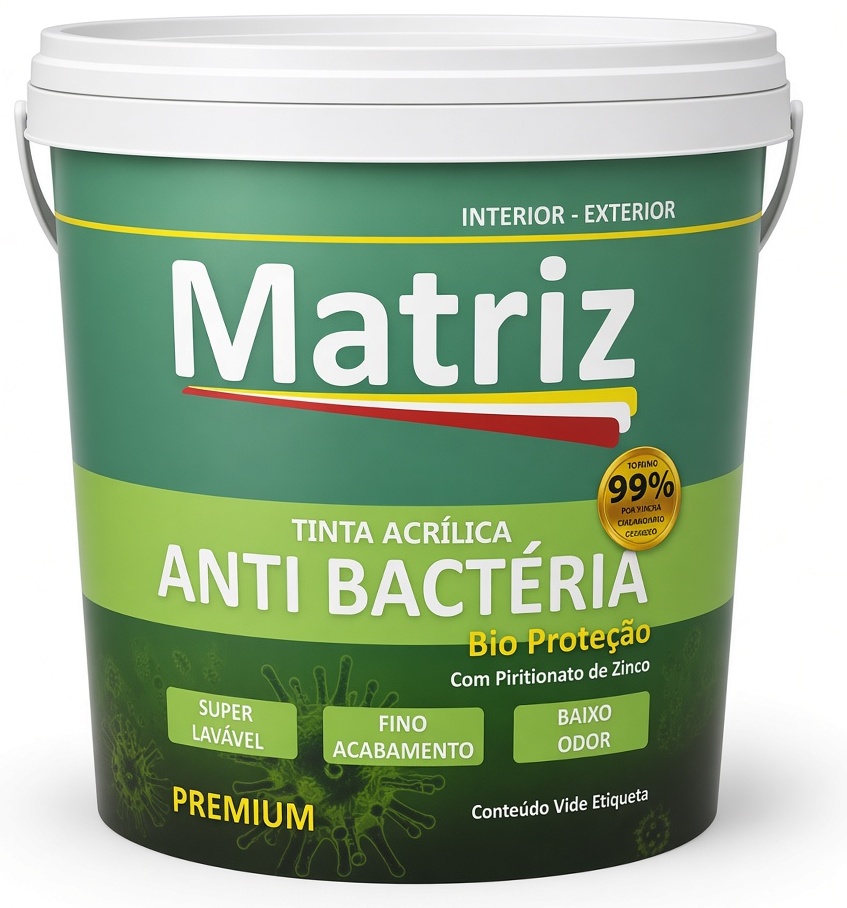 INTERIOR - EXTERIOR
Matriz
99%
TINTA ACRÍLICA
ANTI BACTÉRIA
Bio Proteção
Com Piritionato de Zinco
SUPER
LAVÁVEL
FINO
ACABAMENTO
BAIXO
ODOR
PREMIUM
Conteúdo Vide Etiqueta